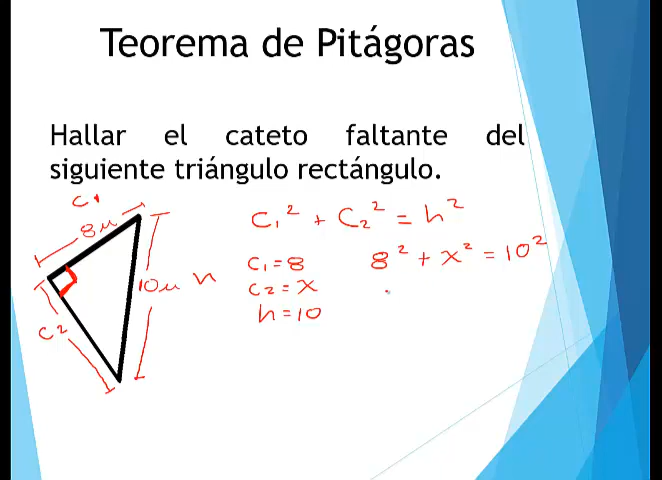 Teorema de Pitágoras
Hallar el cateto faltante del
siguiente triángulo rectángulo.
C1
8u
C2
10u h
C₁² + C₂² = h²
C₁ = 8
C₂ = x
h = 10
8² + x² = 10²